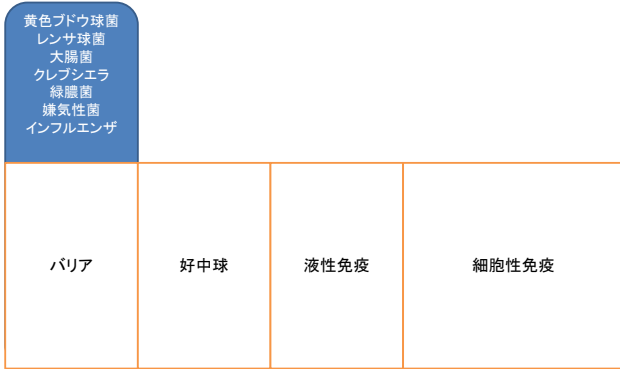 黄色ブドウ球菌
レンサ球菌
大腸菌
クレブシエラ
緑膿菌
嫌気性菌
インフルエンザ
バリア
好中球
液性免疫
細胞性免疫